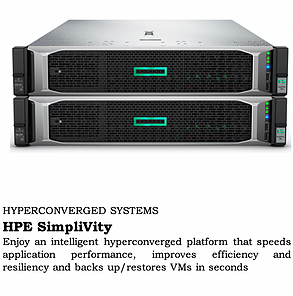 HYPERCONVERGED SYSTEMS
HPE SimpliVity
Enjoy an intelligent hyperconverged platform that speeds
application performance, improves efficiency and
resiliency and backs up/restores VMs in seconds